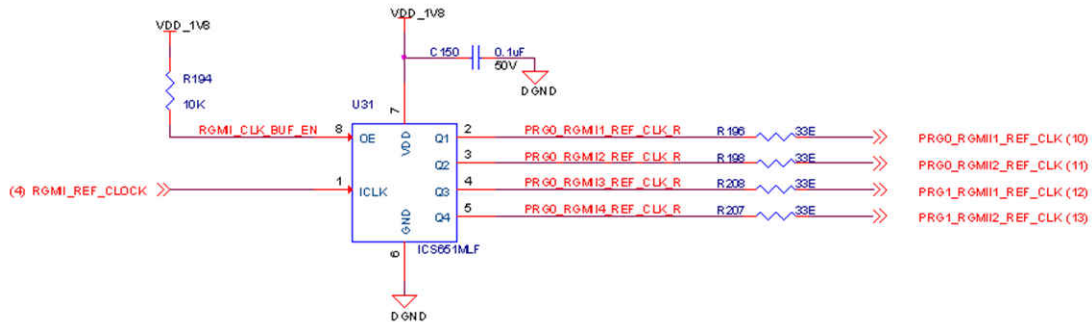 VDD_1V8
VDD_1V8
C150
0.1uF
50V
DGND
R194
10K
U31
7
RGMII_CLK_BUF_EN
8
OE
VDD
Q1
2
PRG0_RGMII1_REF_CLK_R
R196
33E
PRG0_RGMII1_REF_CLK (10)
Q2
3
PRG0_RGMII2_REF_CLK_R
R198
33E
PRG0_RGMII2_REF_CLK (11)
(4) RGMII_REF_CLOCK
1
ICLK
Q3
4
PRG0_RGMII3_REF_CLK_R
R208
33E
PRG1_RGMII1_REF_CLK (12)
GND
Q4
5
PRG0_RGMII4_REF_CLK_R
R207
33E
PRG1_RGMII2_REF_CLK (13)
6
ICS651MLF
DGND